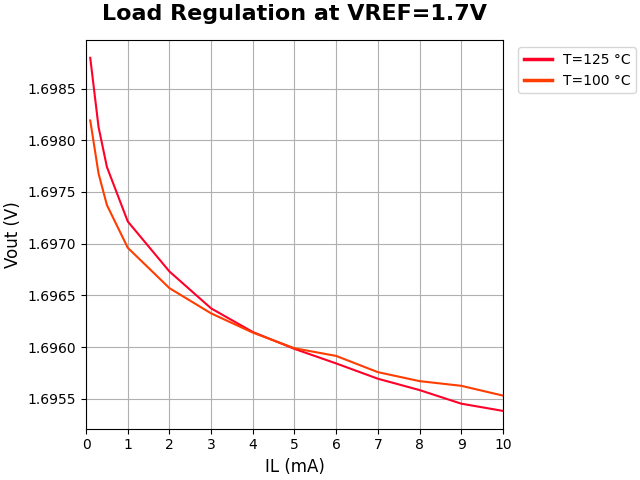 Load Regulation at VREF=1.7V
T=125 °C
T=100 °C
Vout (V)
1.6985
1.6980
1.6975
1.6970
1.6965
1.6960
1.6955
0 1 2 3 4 5 6 7 8 9 10
IL (mA)